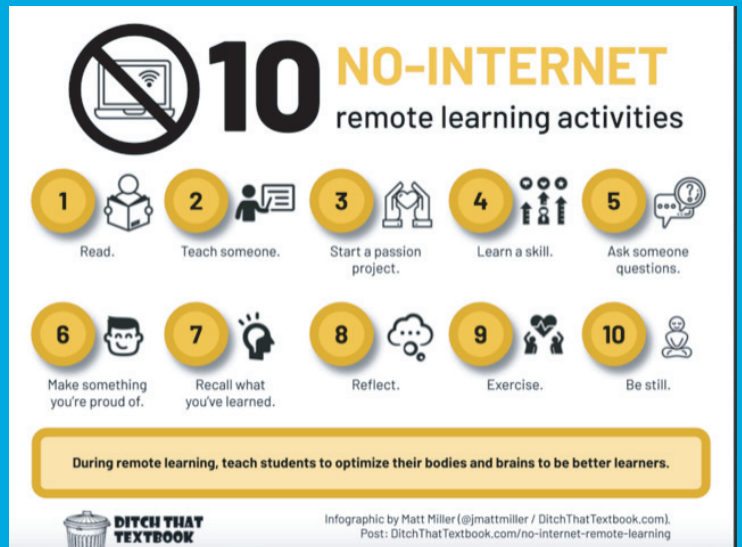 10 NO-INTERNET
remote learning activities
1
Read.
2
Teach someone.
3
Start a passion
project.
4
Learn a skill.
5
Ask someone
questions.
6
Make something
you're proud of.
7
Recall what
you've learned.
8
Reflect.
9
Exercise.
10
Be still.
During remote learning, teach students to optimize their bodies and brains to be better learners.
DITCH THAT
TEXTBOOK
Infographic by Matt Miller (@jmattmiller / DitchThatTextbook.com).
Post: DitchThatTextbook.com/no-internet-remote-learning